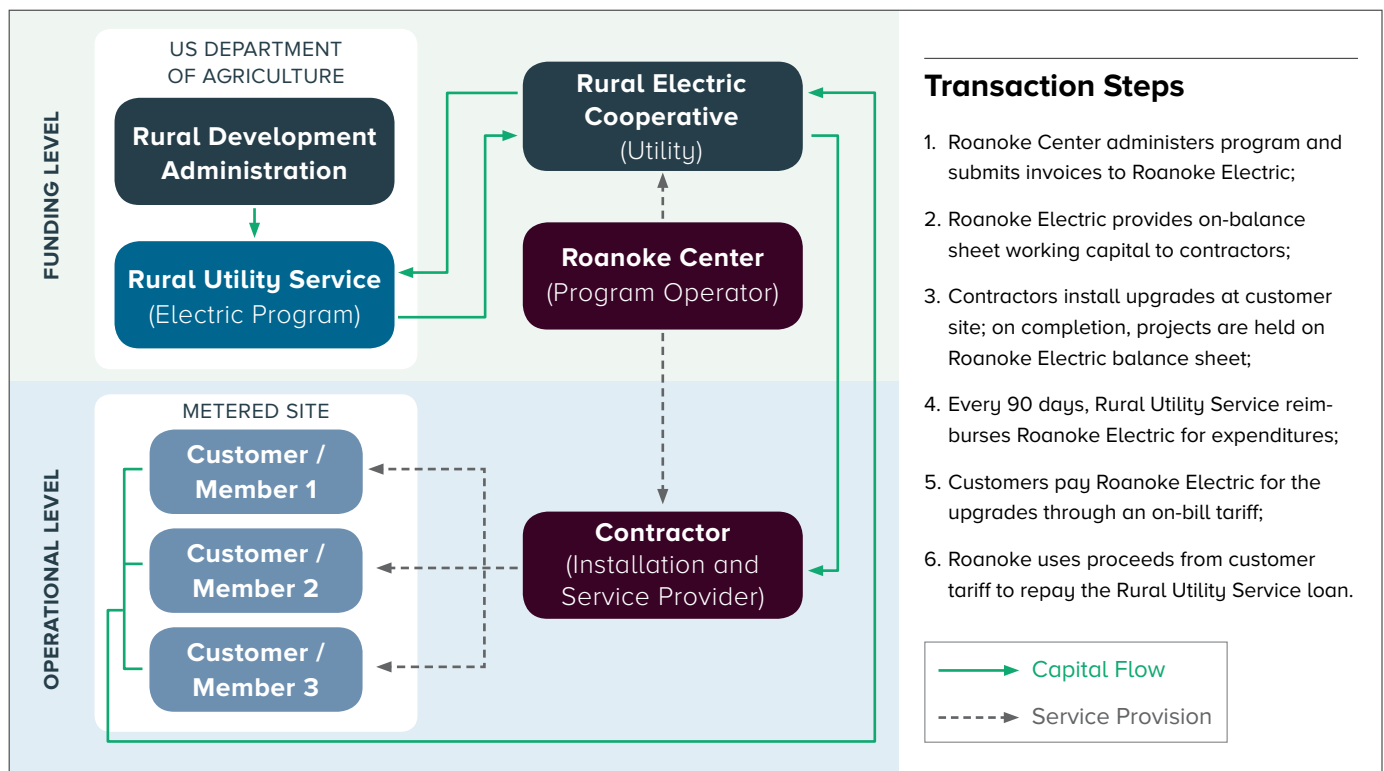 FUNDING LEVEL
US DEPARTMENT
OF AGRICULTURE
Rural Development
Administration
Rural Utility Service
(Electric Program)
Rural Electric
Cooperative
(Utility)
Roanoke Center
(Program Operator)
OPERATIONAL LEVEL
METERED SITE
Customer /
Member 1
Customer /
Member 2
Customer /
Member 3
Contractor
(Installation and
Service Provider)
Transaction Steps
1. Roanoke Center administers program and
submits invoices to Roanoke Electric;
2. Roanoke Electric provides on-balance
sheet working capital to contractors;
3. Contractors install upgrades at customer
site; on completion, projects are held on
Roanoke Electric balance sheet;
4. Every 90 days, Rural Utility Service reim-
burses Roanoke Electric for expenditures;
5. Customers pay Roanoke Electric for the
upgrades through an on-bill tariff;
6. Roanoke uses proceeds from customer
tariff to repay the Rural Utility Service loan.
Capital Flow
Service Provision